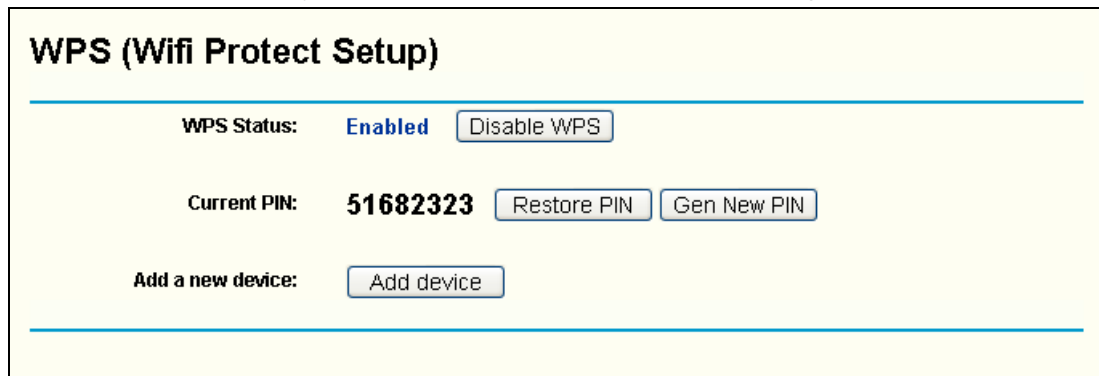 WPS (Wifi Protect Setup)
WPS Status: Enabled Disable WPS
Current PIN: 51682323 Restore PIN Gen New PIN
Add a new device: Add device